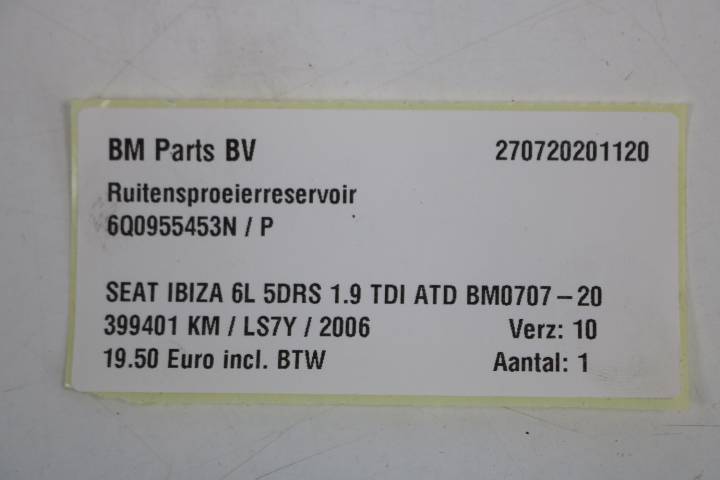 BM Parts BV 270720201120
Ruitensproeierreservoir
6Q0955453N / P
SEAT IBIZA 6L 5DRS 1.9 TDI ATD BM0707 – 20
399401 KM / LS7Y / 2006 Verz: 10
19.50 Euro incl. BTW Aantal: 1